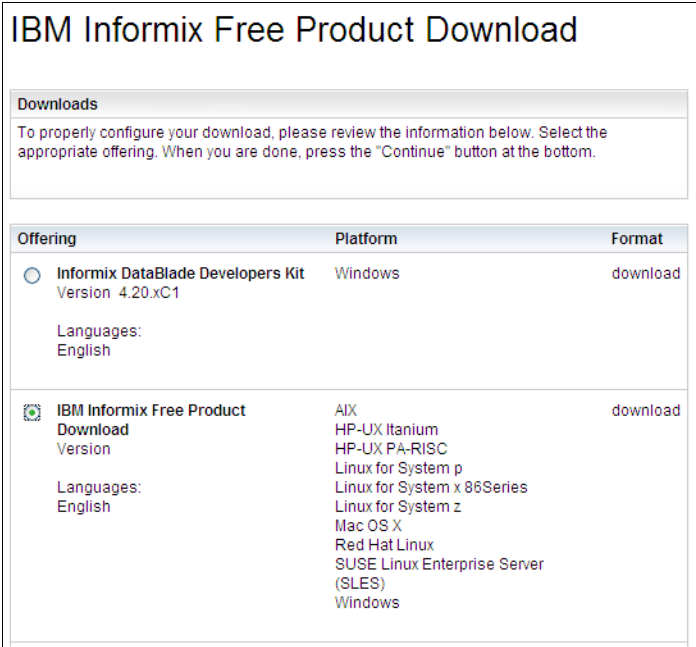 IBM Informix Free Product Download
Downloads
To properly configure your download, please review the information below. Select the
appropriate offering. When you are done, press the "Continue" button at the bottom.
Offering Platform Format
Informix DataBlade Developers Kit Windows download
Version 4.20.xC1
Languages:
English
IBM Informix Free Product AIX download
Download HP-UX Itanium
Version HP-UX PA-RISC
Linux for System p
Languages: Linux for System x 86Series
English Linux for System z
Mac OS X
Red Hat Linux
SUSE Linux Enterprise Server
(SLES)
Windows